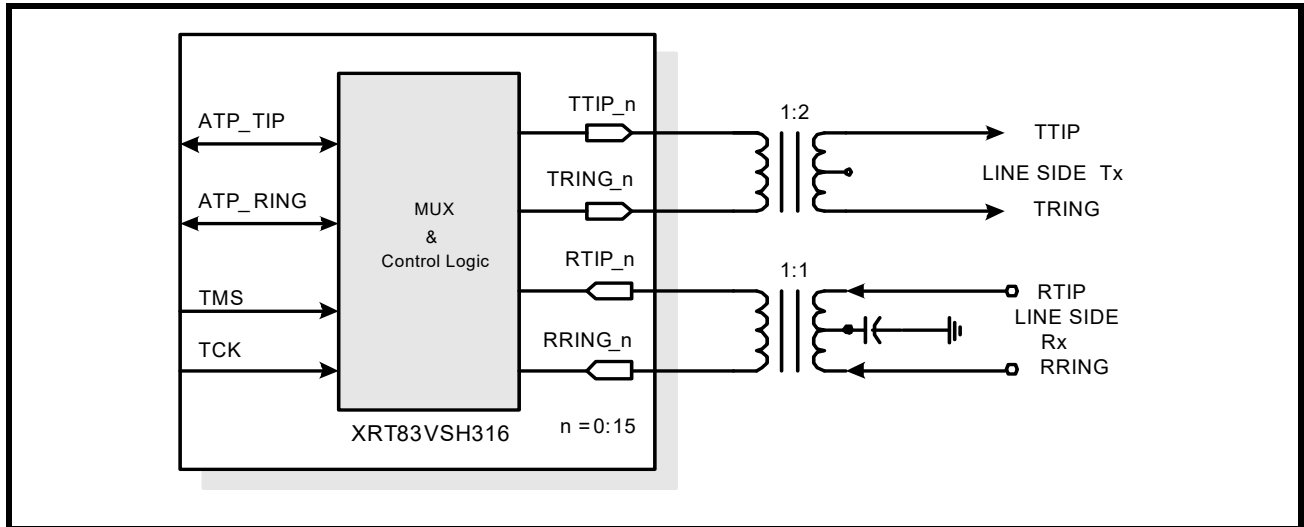 ATP_TIP
ATP_RING
TMS
TCK
MUX
&
Control Logic
XRT83VSH316
n =0:15
TTIP_n
TRING_n
RTIP_n
RRING_n
1:2
1:1
TTIP
LINE SIDE Tx
TRING
RTIP
LINE SIDE
Rx
RRING